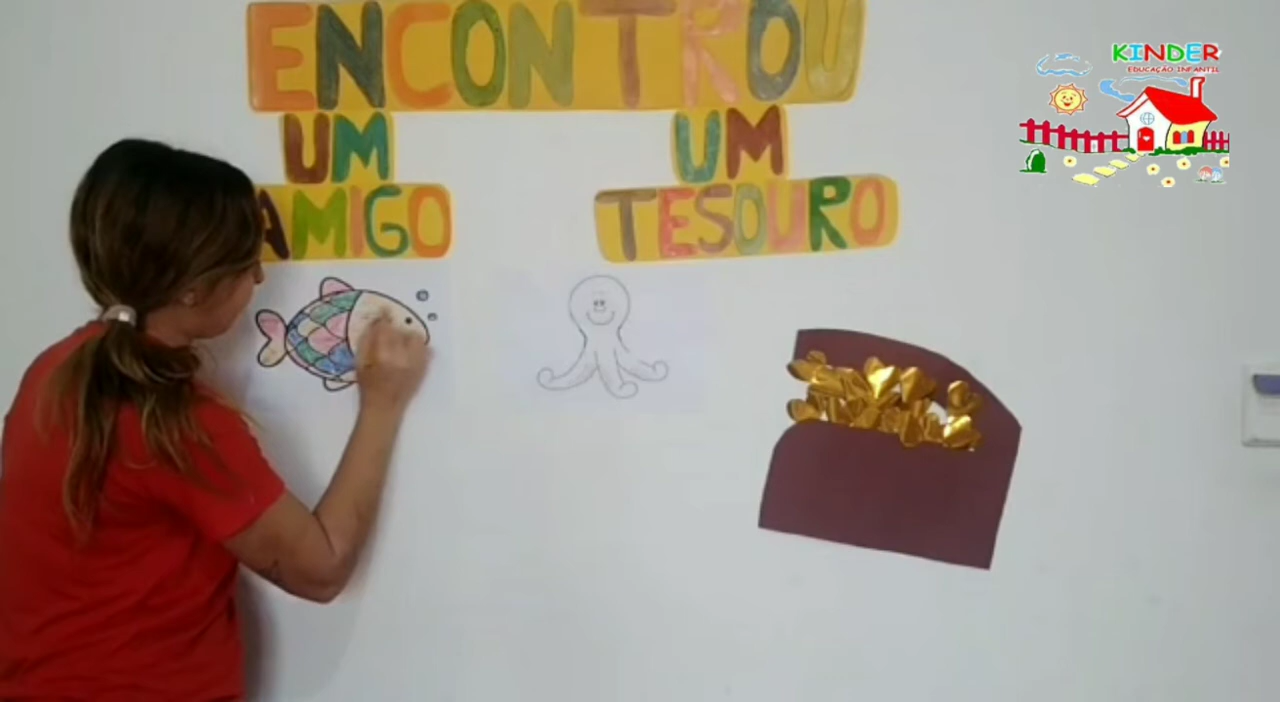 ENCONTROU
UM UM
AMIGO TESOURO
KINDER
EDUCAÇÃO INFANTIL